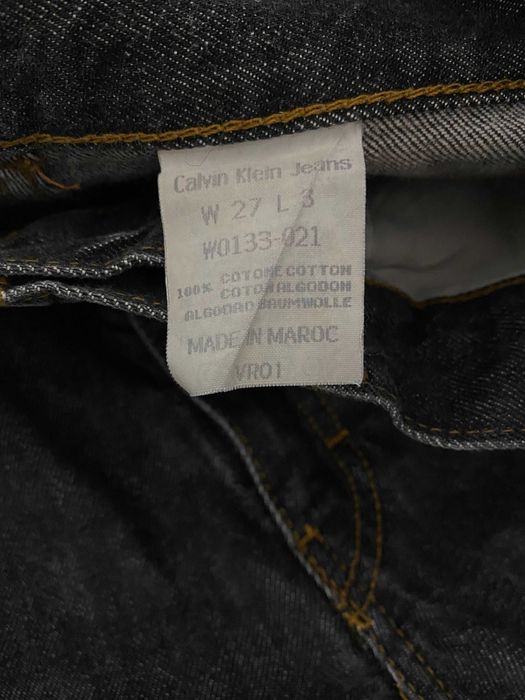 Calvin Klein Jeans
W 27 L 3
W0133-021
100% COTONE COTTON
COTON ALGODON
ALGODAO BAUMWOLLE
MADE IN MAROC
VR01